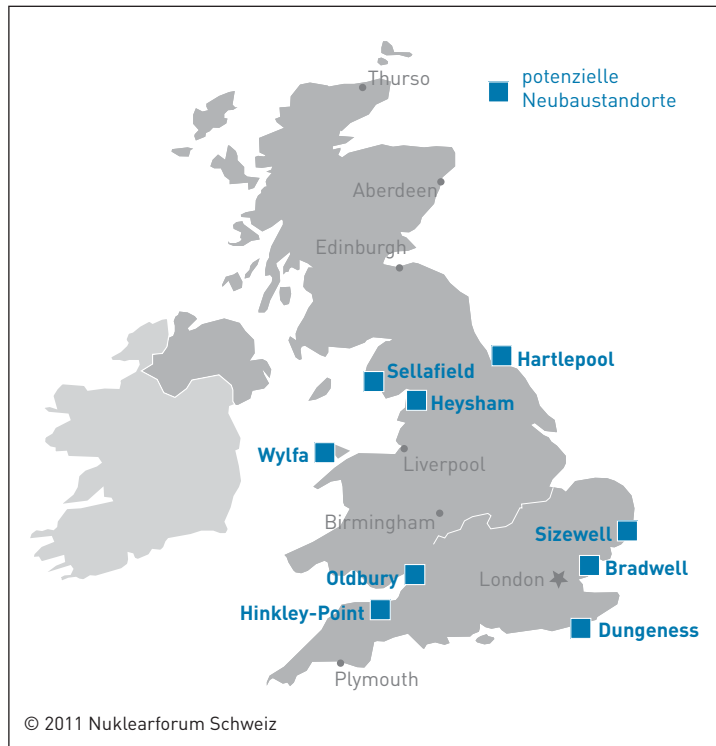 Thurso
potenzielle
Neubaustandorte
Aberdeen
Edinburgh
Hartlepool
Sellafield
Heysham
Wylfa
Liverpool
Birmingham
Sizewell
Bradwell
Oldbury
London
Hinkley-Point
Dungeness
Plymouth
© 2011 Nuklearforum Schweiz